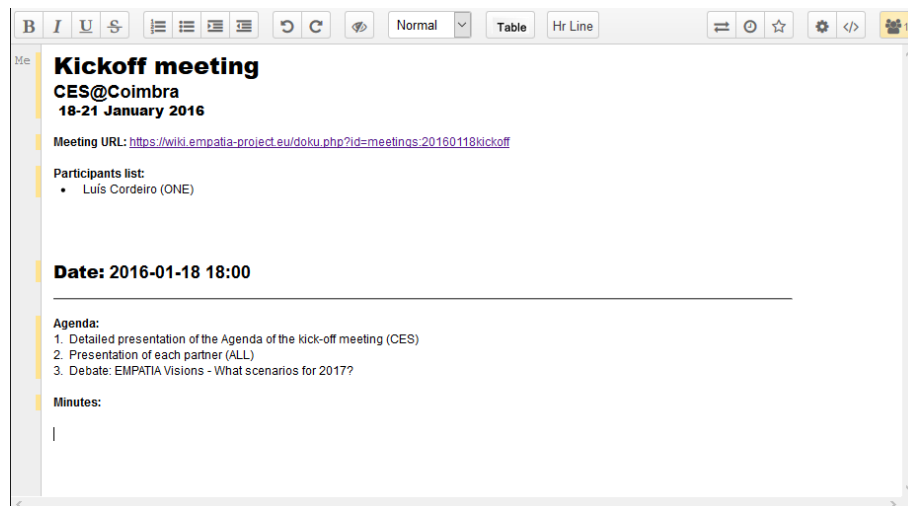 B I U S Normal Table Hr Line </> 1
Me
Kickoff meeting
CES@Coimbra
18-21 January 2016
Meeting URL: https://wiki.empatia-project.eu/doku.php?id=meetings:20160118kickoff
Participants list:
• Luís Cordeiro (ONE)
Date: 2016-01-18 18:00
Agenda:
1. Detailed presentation of the Agenda of the kick-off meeting (CES)
2. Presentation of each partner (ALL)
3. Debate: EMPATIA Visions - What scenarios for 2017?
Minutes: